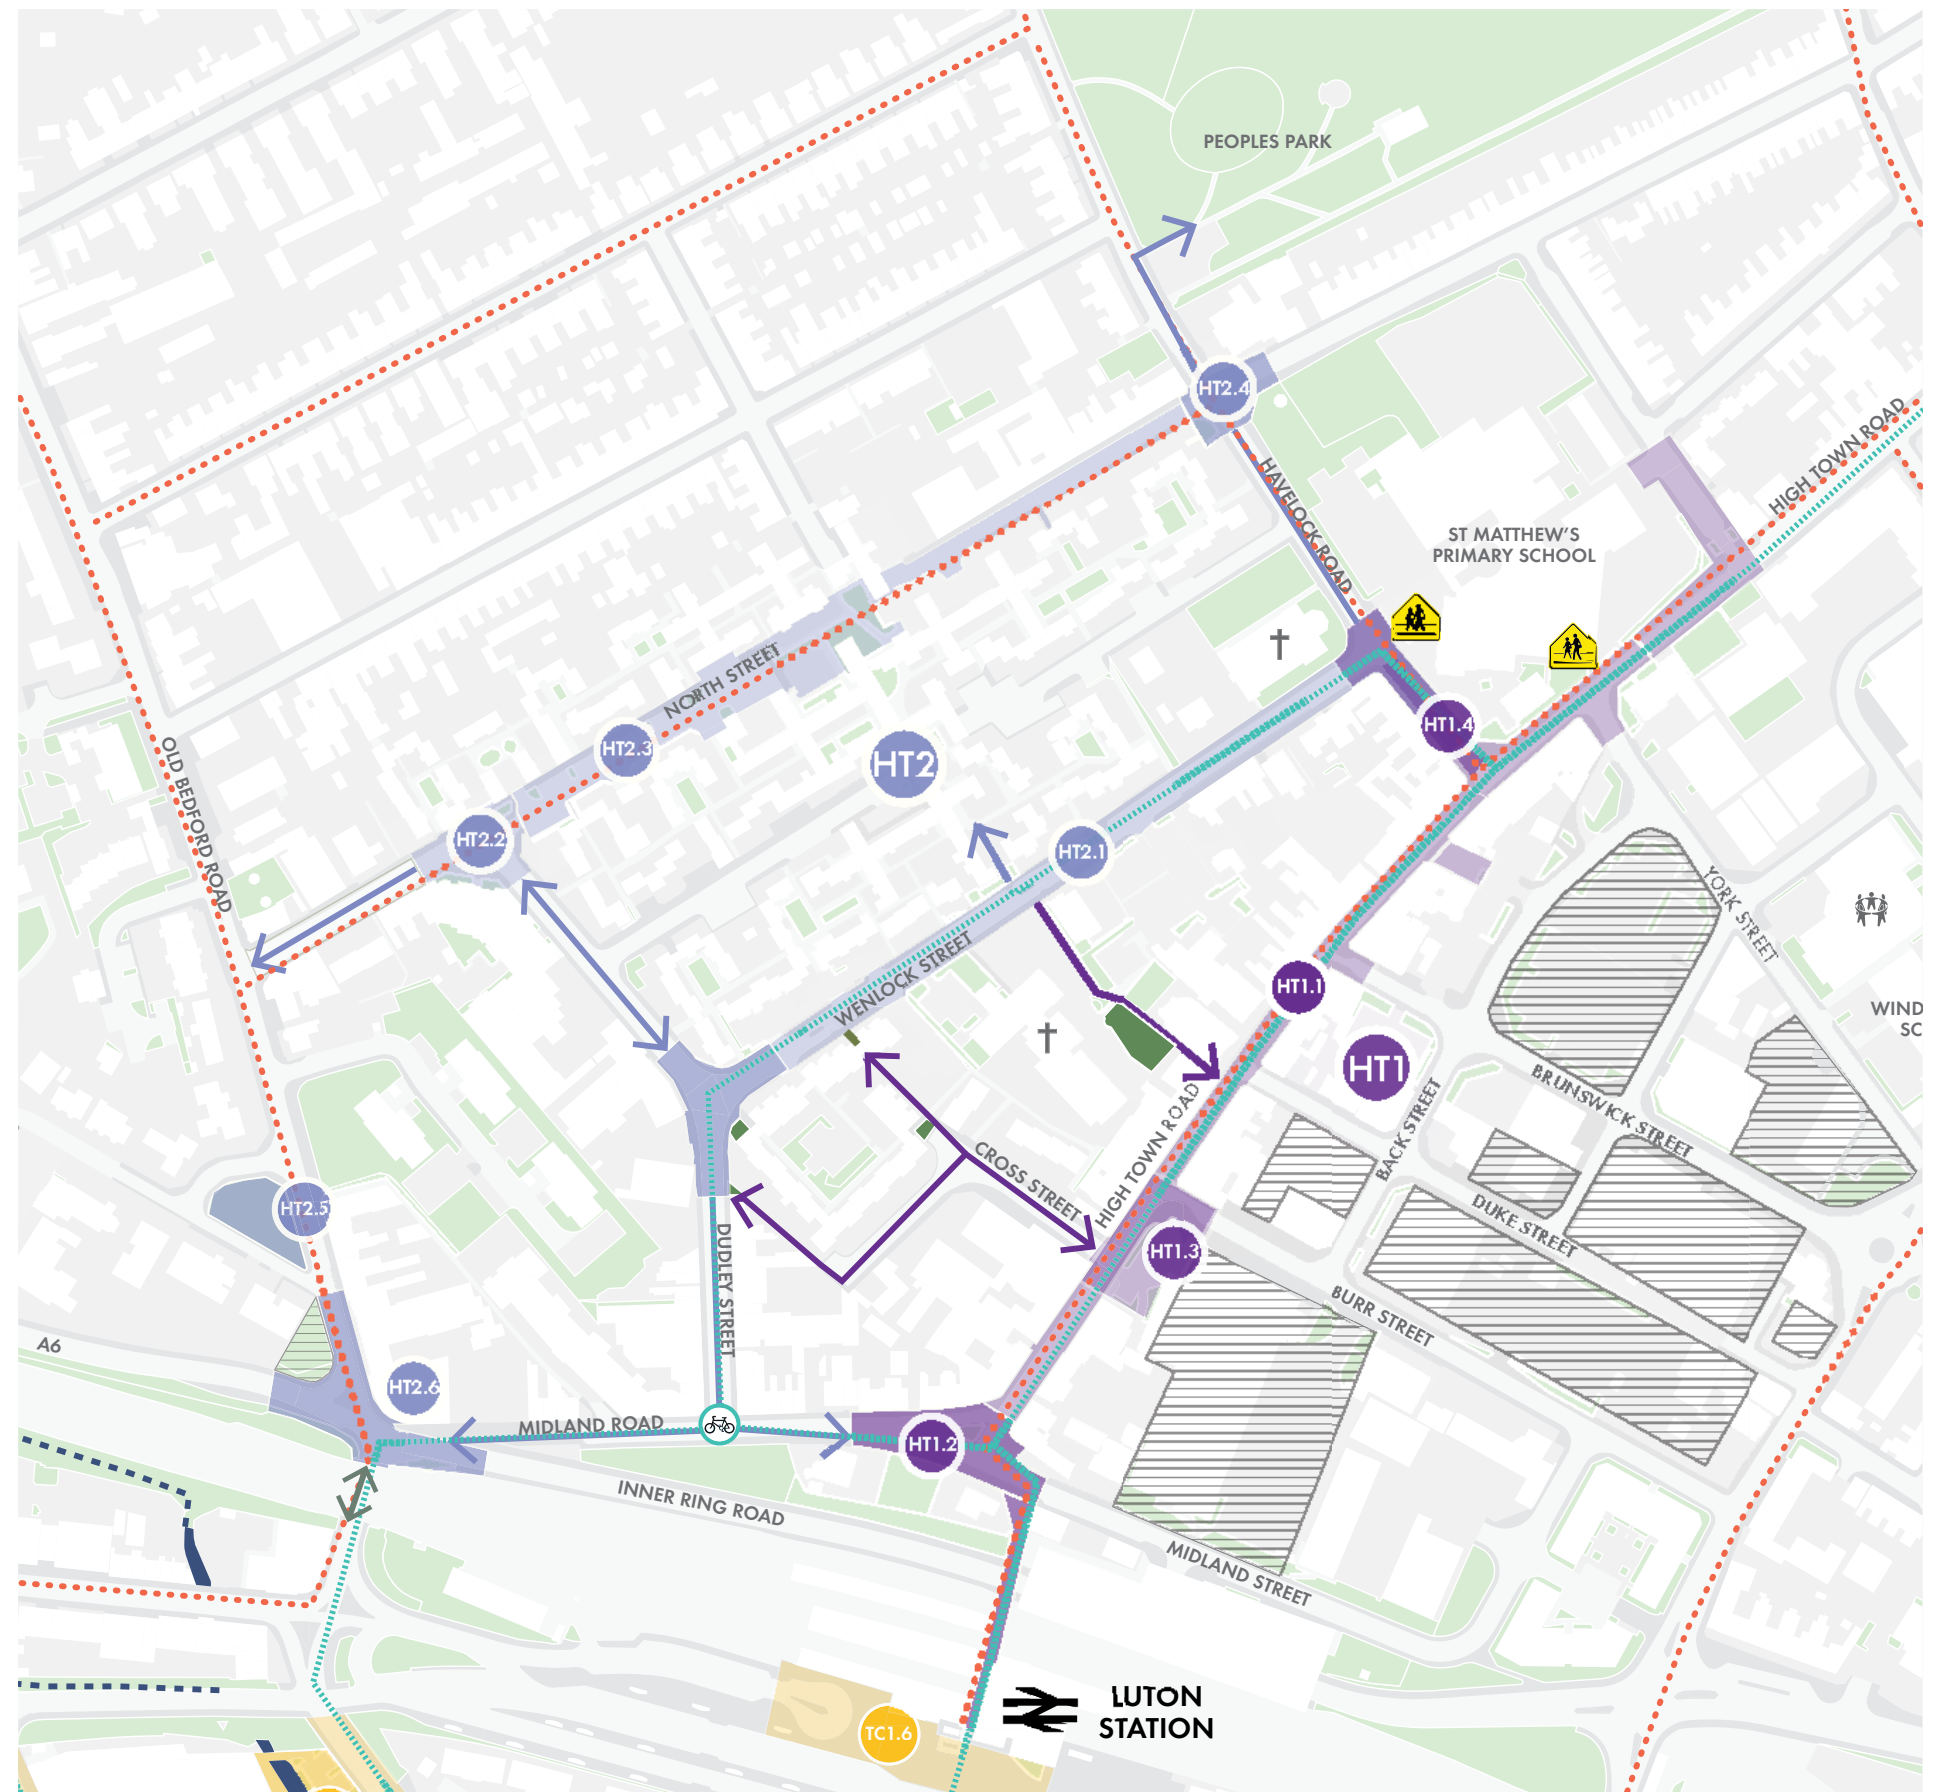 PEOPLES PARK
HT2.4
HIGH TOWN ROAD
HAVELOCK ROAD
ST MATTHEW'S
PRIMARY SCHOOL
NORTH STREET
HT2.3
HT1.4
HT2
OLD BEDFORD ROAD
HT2.2
HT2.1
YORK STREET
WENLOCK STREET
HT1.1
WIND
SC
HT1
BRUNSWICK STREET
BACK STREET
HIGH TOWN ROAD
CROSS STREET
HT2.5
DUKE STREET
HT1.3
DUDLEY STREET
BURR STREET
A6
HT2.6
MIDLAND ROAD
HT1.2
INNER RING ROAD
MIDLAND STREET
LUTON
STATION
TC1.6